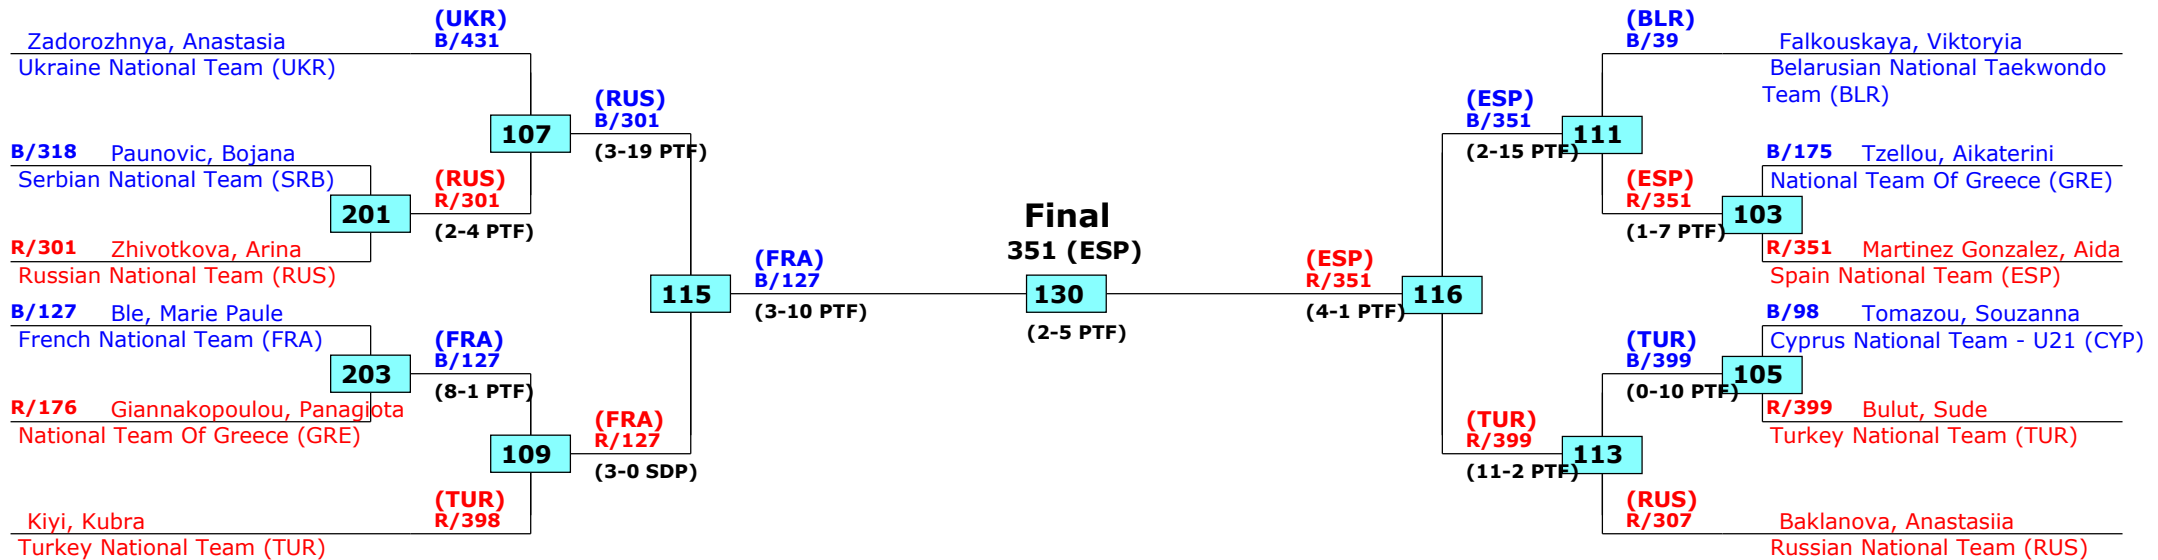 (UKR)
B/431
Zadorozhnya, Anastasia
Ukraine National Team (UKR)
107
(RUS)
B/301
(3-19 PTF)
B/318 Paunovic, Bojana
Serbian National Team (SRB)
201
(RUS)
R/301
(2-4 PTF)
R/301 Zhivotkova, Arina
Russian National Team (RUS)
115
(FRA)
B/127
(3-10 PTF)
B/127 Ble, Marie Paule
French National Team (FRA)
203
(FRA)
B/127
(8-1 PTF)
R/176 Giannakopoulou, Panagiota
National Team Of Greece (GRE)
109
(FRA)
R/127
(3-0 SDP)
(TUR)
R/398
Kiyi, Kubra
Turkey National Team (TUR)
Final
351 (ESP)
130
(2-5 PTF)
(ESP)
R/351
(4-1 PTF)
116
(BLR)
B/39
Falkouskaya, Viktoryia
Belarusian National Taekwondo
Team (BLR)
(ESP)
B/351
(2-15 PTF)
111
B/175 Tzellou, Aikaterini
National Team Of Greece (GRE)
(ESP)
R/351
(1-7 PTF)
103
R/351 Martinez Gonzalez, Aida
Spain National Team (ESP)
B/98 Tomazou, Souzanna
Cyprus National Team - U21 (CYP)
(TUR)
B/399
(0-10 PTF)
105
R/399 Bulut, Sude
Turkey National Team (TUR)
(TUR)
R/399
(11-2 PTF)
113
(RUS)
R/307
Baklanova, Anastasiia
Russian National Team (RUS)